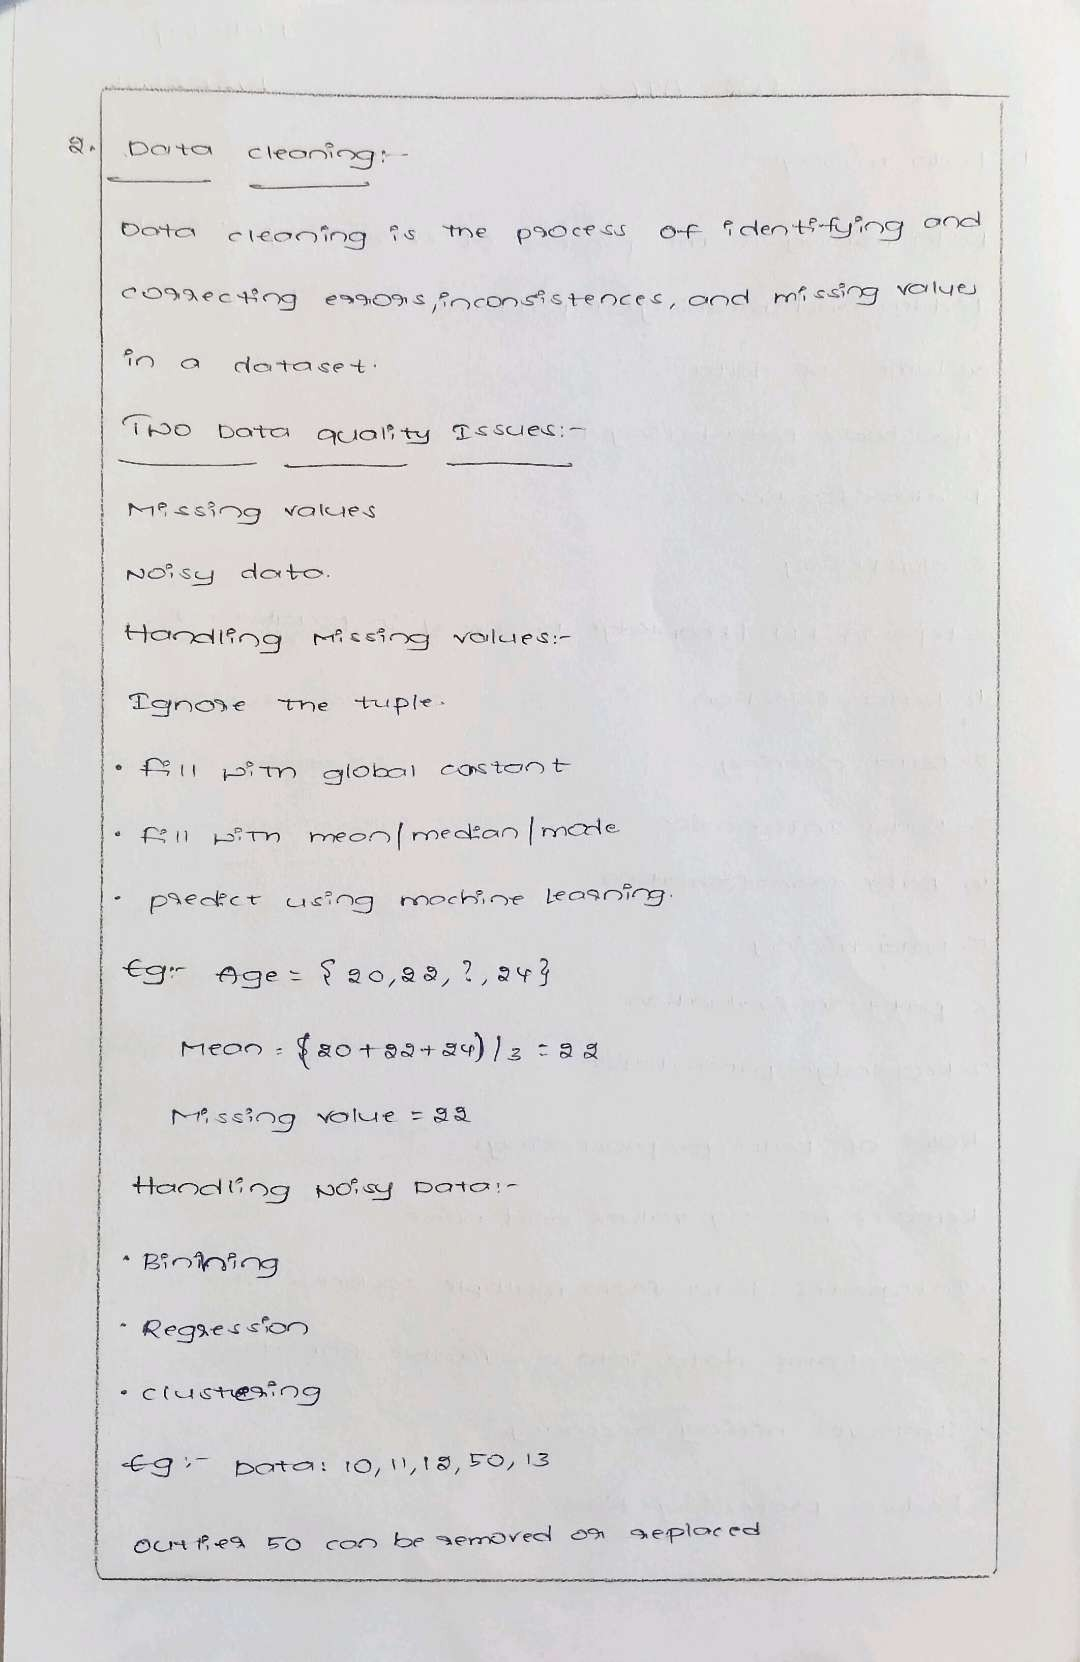 2. Data cleaning:-
Data cleaning is the process of identifying and
correcting errors, inconsistences, and missing values
in a dataset.
Two Data quality Issues:-
Missing values
Noisy data.
Handling Missing values:-
Ignore the tuple.
• fill with global constant
• fill with mean/median/mode
• predict using machine learning.
Eg:- Age = {20,22,?,24}
Mean = (20+22+24)/3 = 22
Missing value = 22
Handling Noisy Data:-
• Binning
• Regression
• clustering
Eg:- Data: 10,11,12,50,13
Outlier 50 can be removed or replaced